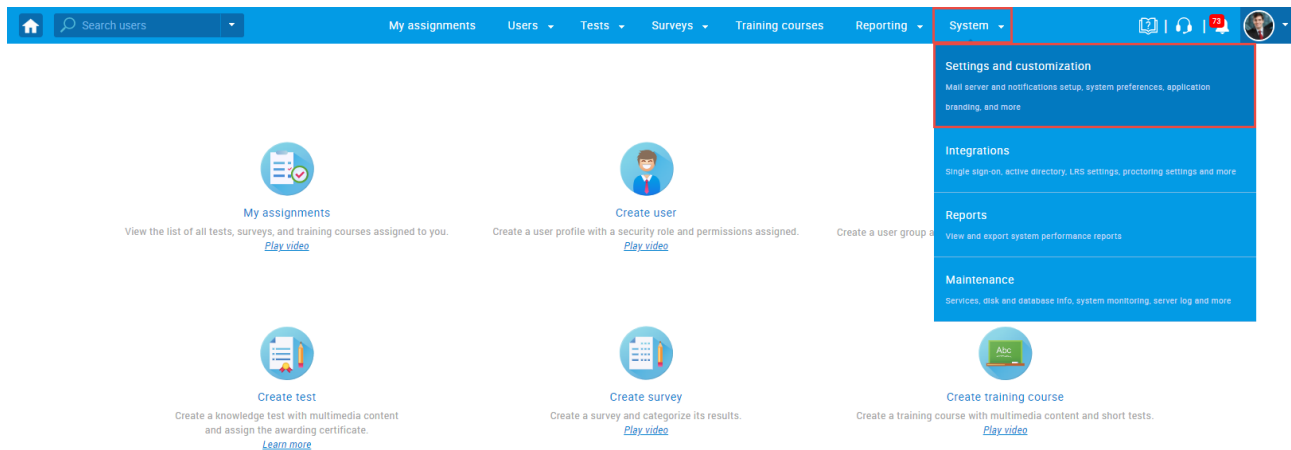 Search users
My assignments
Users
Tests
Surveys
Training courses
Reporting
System
73
Settings and customization
Mail server and notifications setup, system preferences, application
branding, and more
Integrations
Single sign-on, active directory, LRS settings, proctoring settings and more
Reports
View and export system performance reports
Maintenance
Services, disk and database info, system monitoring, server log and more
My assignments
View the list of all tests, surveys, and training courses assigned to you.
Play video
Create user
Create a user profile with a security role and permissions assigned.
Play video
Create a user group a
Create test
Create a knowledge test with multimedia content
and assign the awarding certificate.
Learn more
Create survey
Create a survey and categorize its results.
Play video
Abc
Create training course
Create a training course with multimedia content and short tests.
Play video